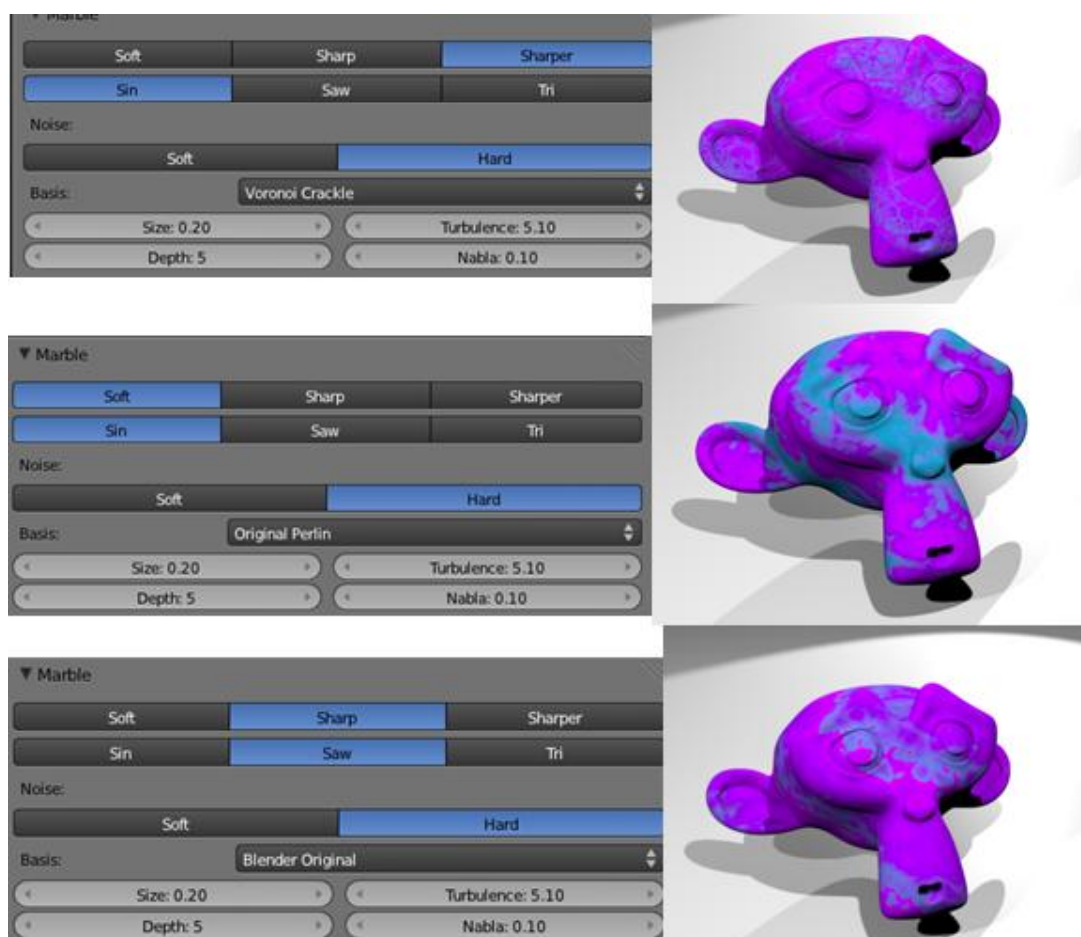 Marble
Soft Sharp Sharper
Sin Saw Tri
Noise:
Soft Hard
Basis: Voronoi Crackle
Size: 0.20 Turbulence: 5.10
Depth: 5 Nabla: 0.10
Marble
Soft Sharp Sharper
Sin Saw Tri
Noise:
Soft Hard
Basis: Original Perlin
Size: 0.20 Turbulence: 5.10
Depth: 5 Nabla: 0.10
Marble
Soft Sharp Sharper
Sin Saw Tri
Noise:
Soft Hard
Basis: Blender Original
Size: 0.20 Turbulence: 5.10
Depth: 5 Nabla: 0.10